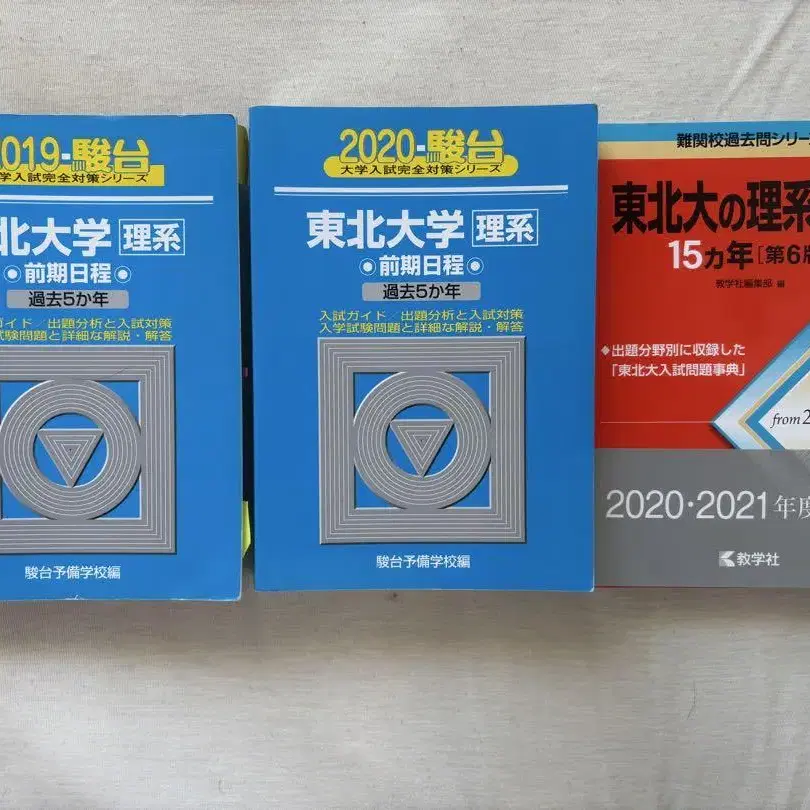 019-駿台
学入試完全対策シリーズ
北大学 理系
前期日程
過去5か年
ガイド/出題分析と入試対策
試験問題と詳細な解説・解答
駿台予備学校編
2020-駿台
大学入試完全対策シリーズ
東北大学 理系
前期日程
過去5か年
入試ガイド/出題分析と入試対策
入学試験問題と詳細な解説・解答
駿台予備学校編
難関校過去問シリー
東北大の理系
15ヵ年[第6版
教学社編集部 編
◆出題分野別に収録した
「東北大入試問題事典」
from 2
2020・2021年度
教学社